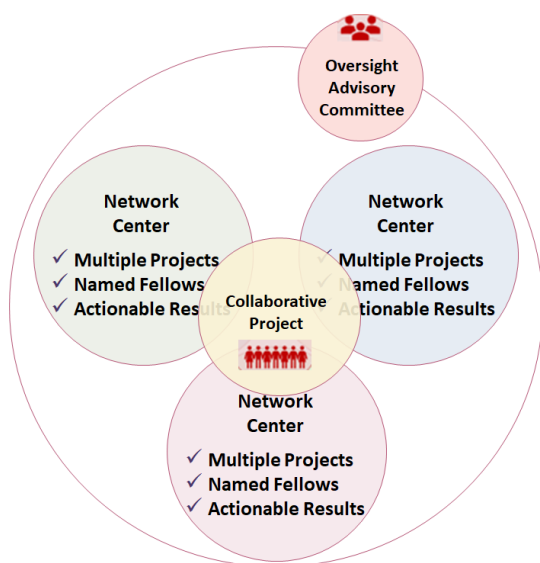 Oversight
Advisory
Committee
Network
Center
✓ Multiple Projects
✓ Named Fellows
✓ Actionable Results
Network
Center
✓ Multiple Projects
✓ Named Fellows
✓ Actionable Results
Collaborative
Project
Network
Center
✓ Multiple Projects
✓ Named Fellows
✓ Actionable Results